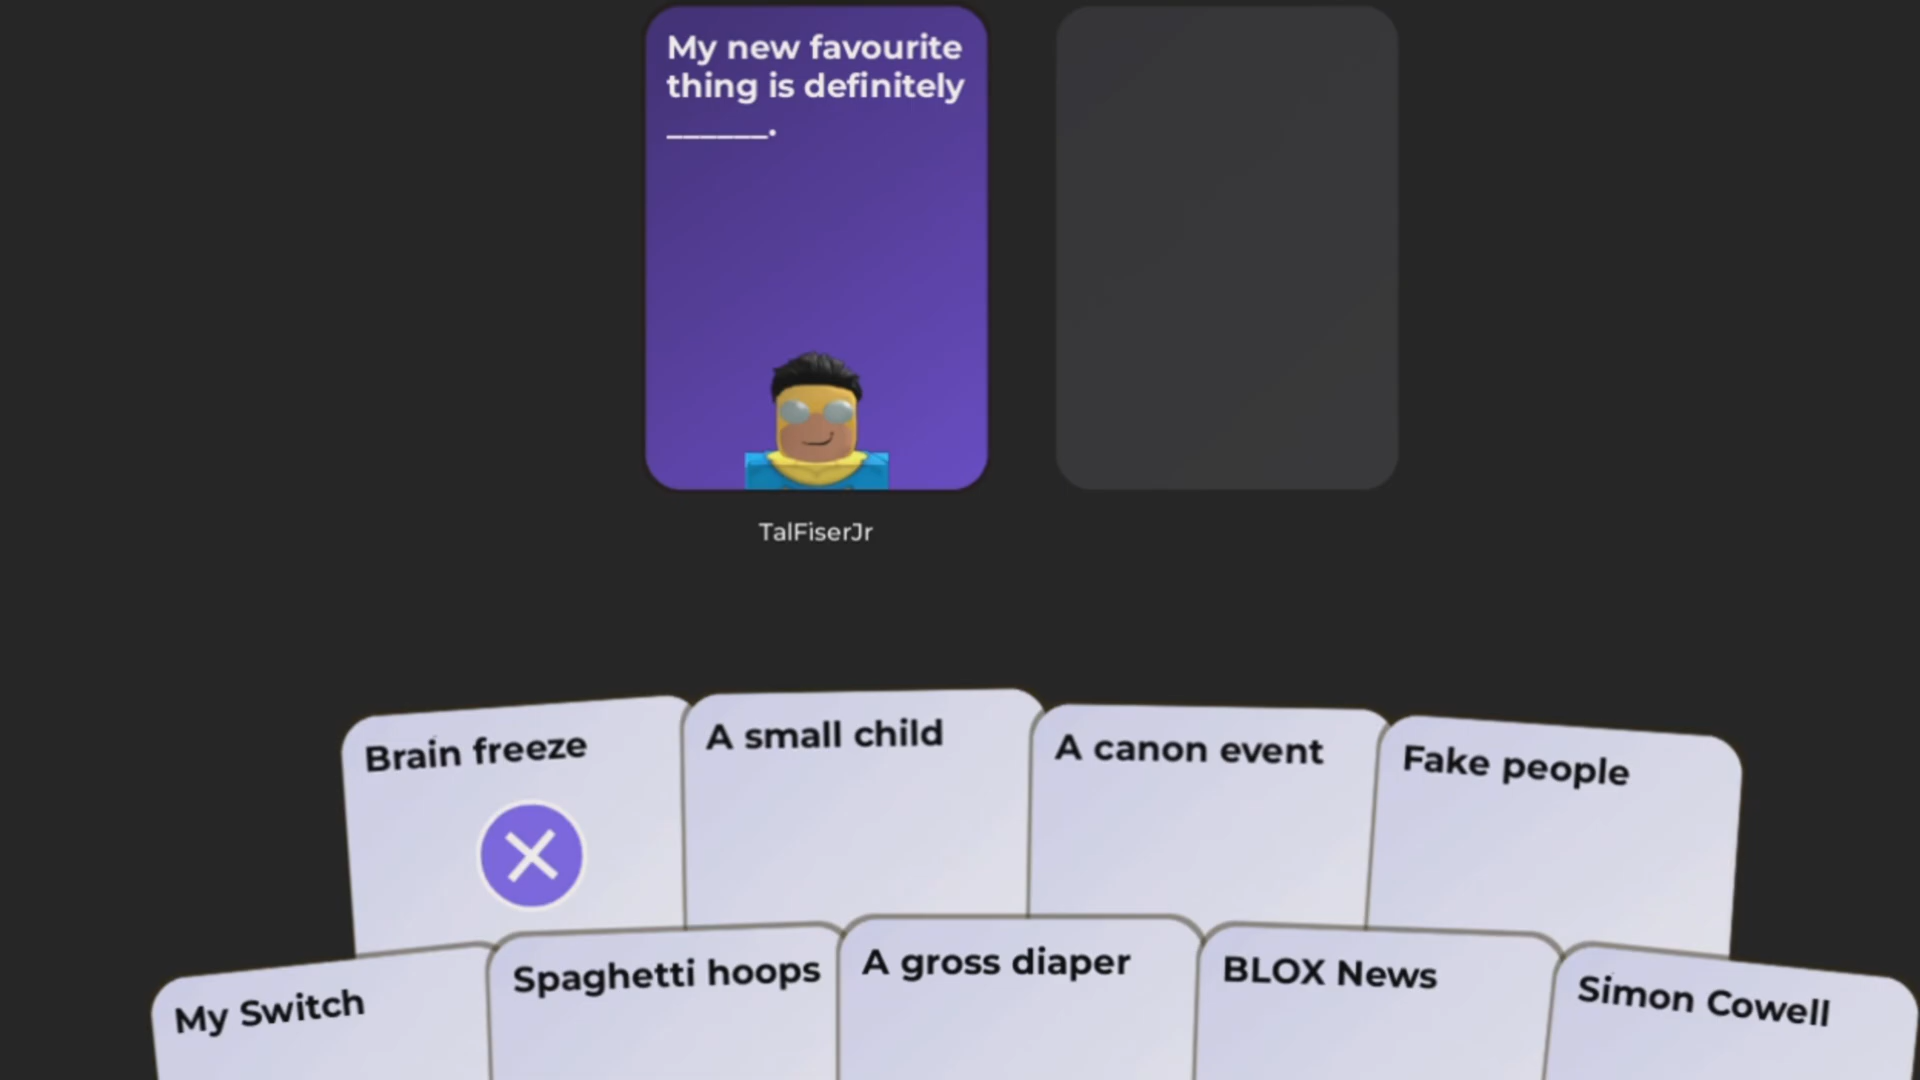 My new favourite
thing is definitely
______.
TalFiserJr
Brain freeze
A small child
A canon event
Fake people
My Switch
Spaghetti hoops
A gross diaper
BLOX News
Simon Cowell